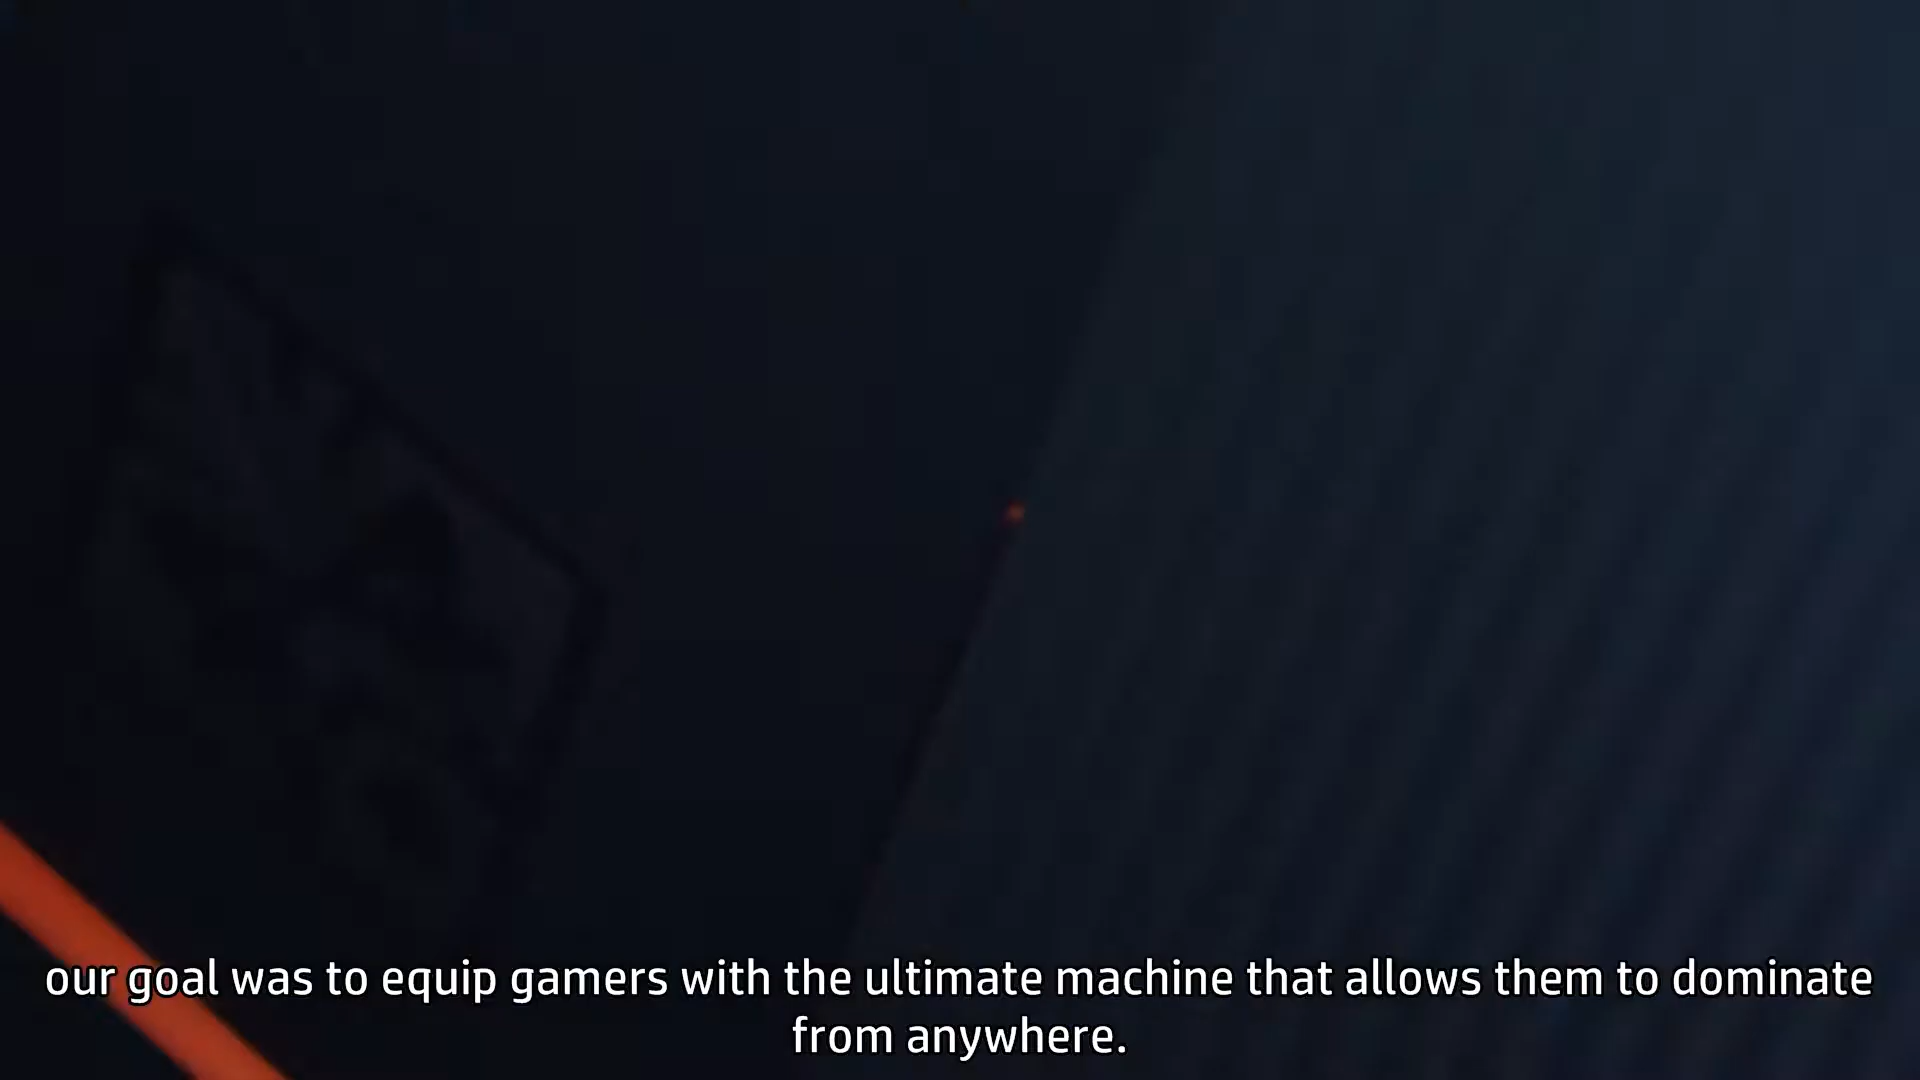 our goal was to equip gamers with the ultimate machine that allows them to dominate
from anywhere.